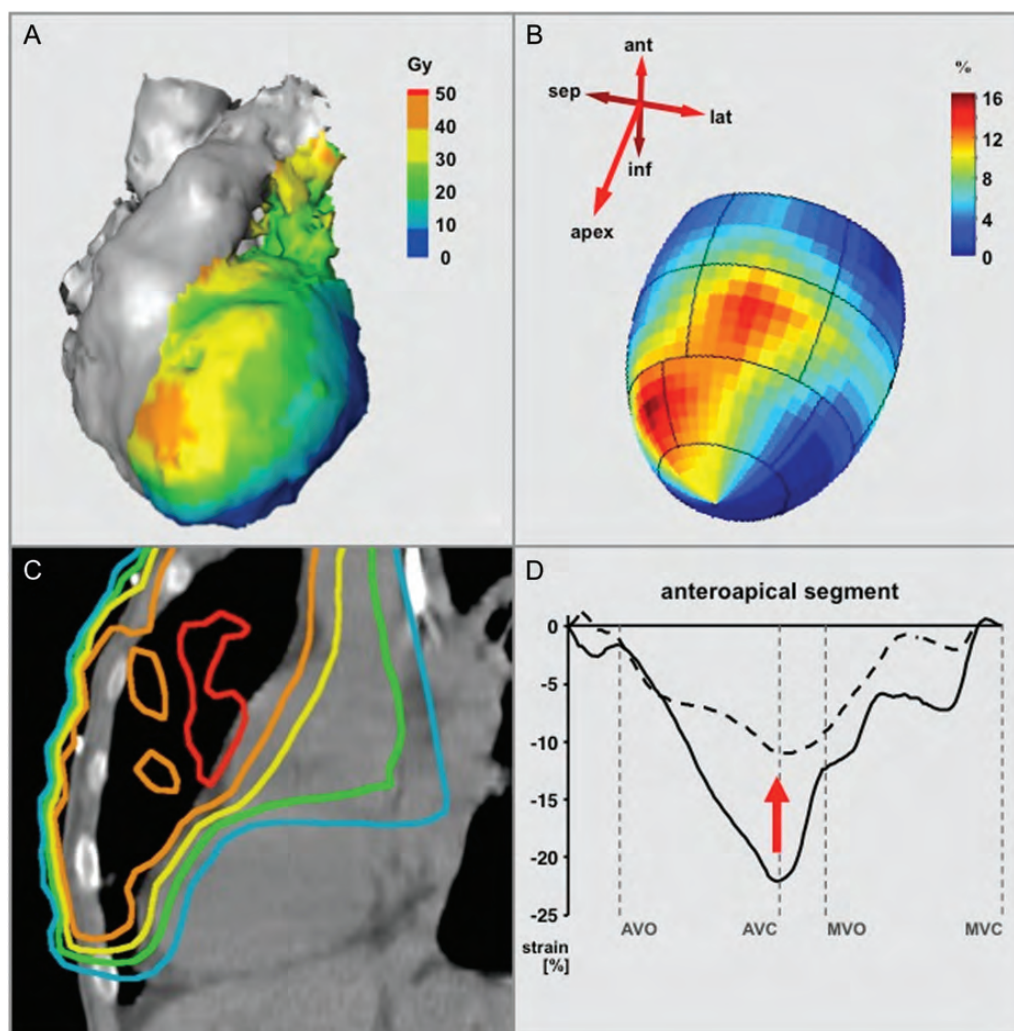 A
Gy
50
40
30
20
10
0
B
ant
sep
lat
inf
apex
%
16
12
8
4
0
C
D
anteroapical segment
0
-5
-10
-15
-20
-25
AVO
AVC
MVO
MVC
strain
[%]